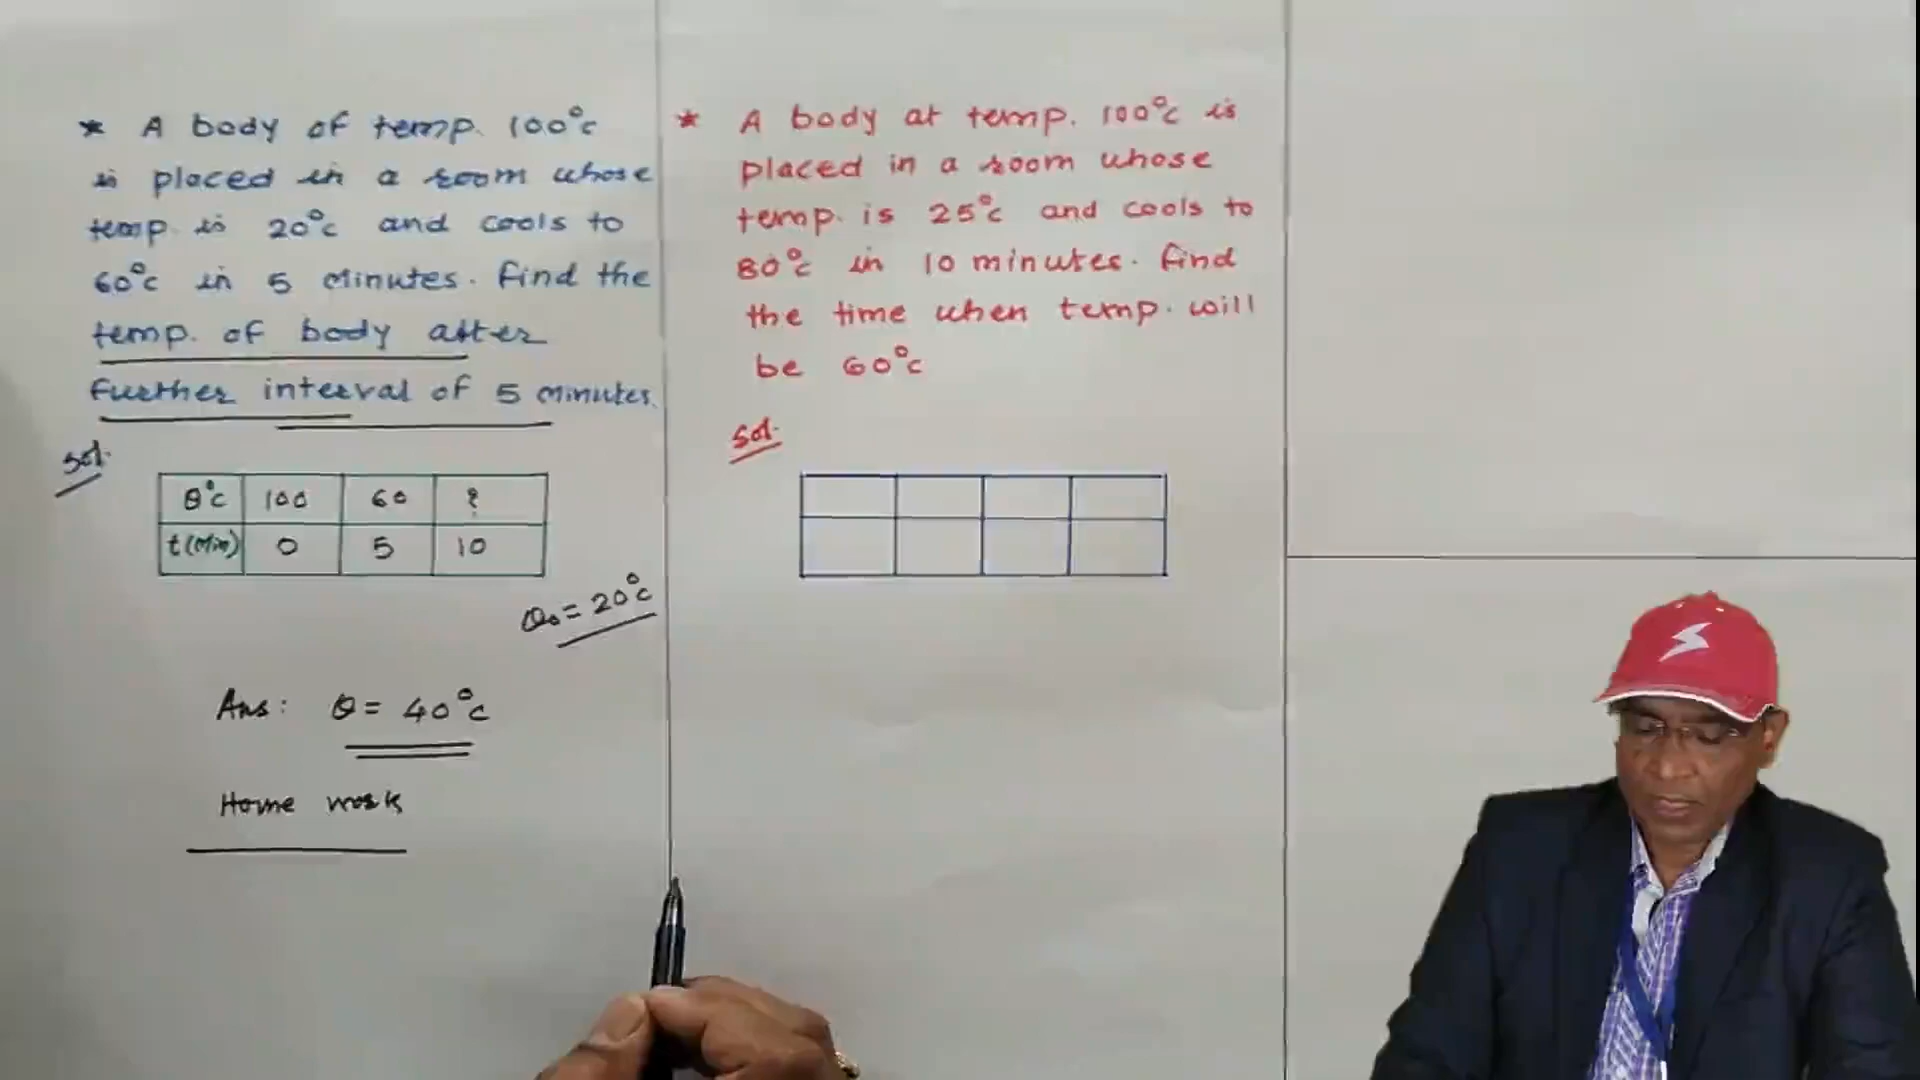 * A body of temp. 100°c
is placed in a room whose
temp. is 20°c and cools to
60°c in 5 Minutes. Find the
temp. of body after
further interval of 5 minutes.
Sol.
θ°c 100 60 ?
t(Min) 0 5 10
θ₀ = 20°c
Ans: θ = 40°c
Home work
* A body at temp. 100°c is
placed in a room whose
temp. is 25°c and cools to
80°c in 10 minutes. Find
the time when temp. will
be 60°c
Sol.